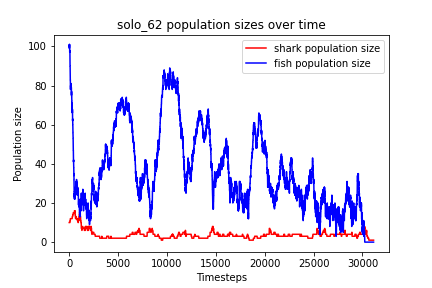 solo_62 population sizes over time
shark population size
fish population size
Population size
100
80
60
40
20
0
0 5000 10000 15000 20000 25000 30000
Timesteps